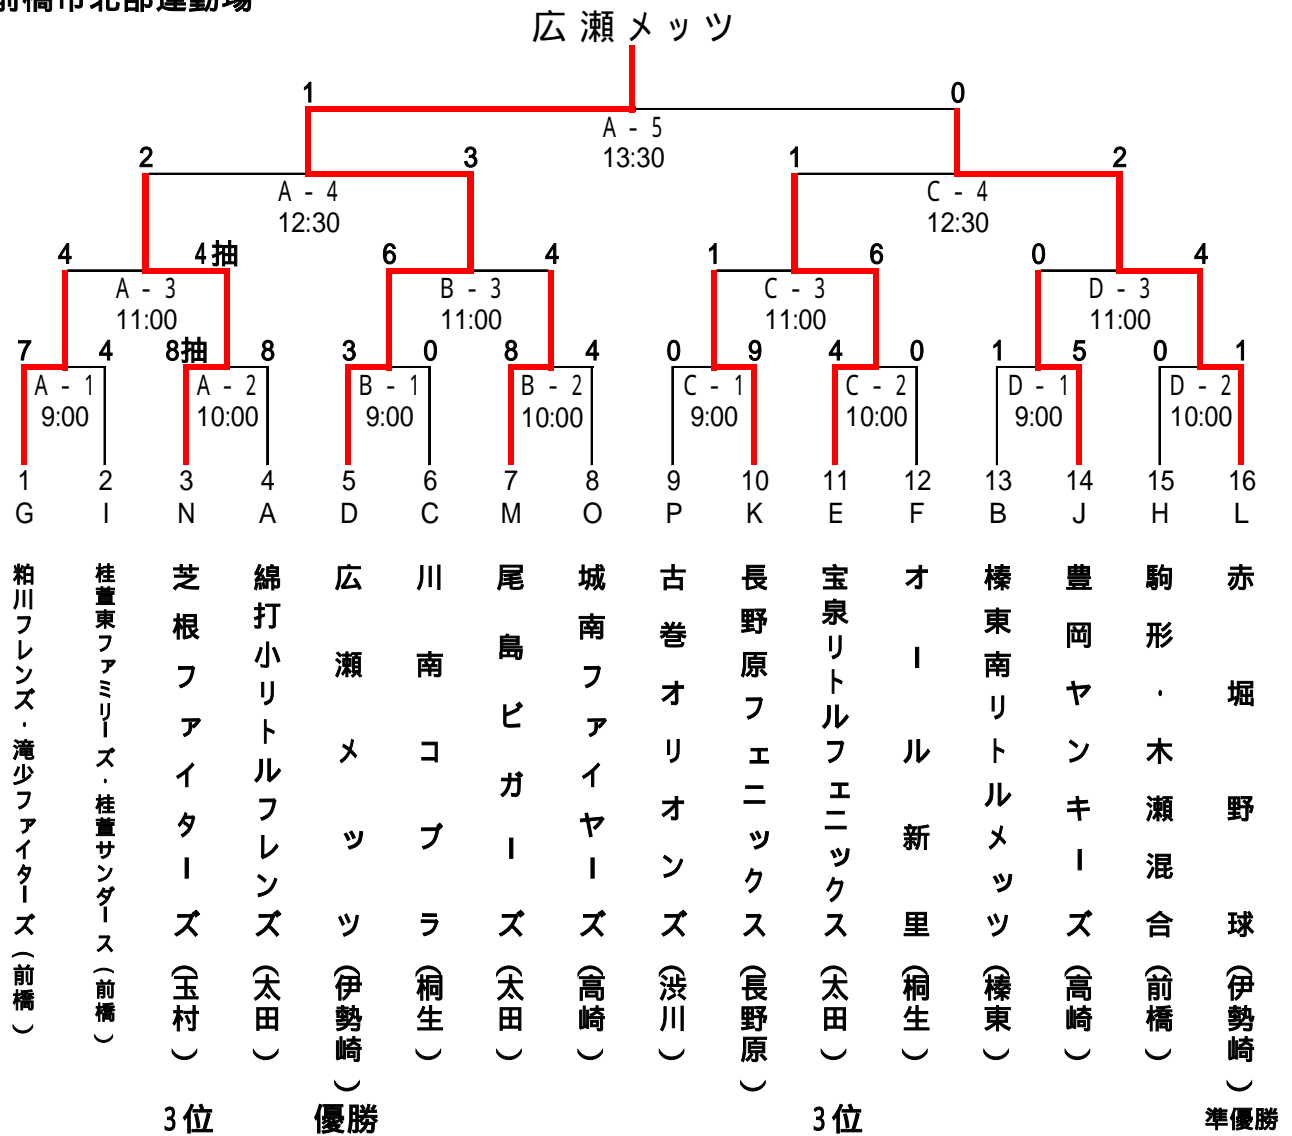 前橋市北部運動場
広瀬メッツ
1 0
A - 5
13:30
2 3 1 2
A - 4 C - 4
12:30 12:30
4 4抽 6 4 1 6 0 4
A - 3 B - 3 C - 3 D - 3
11:00 11:00 11:00 11:00
7 4 8抽 8 3 0 8 4 0 9 4 0 1 5 0 1
A - 1 A - 2 B - 1 B - 2 C - 1 C - 2 D - 1 D - 2
9:00 10:00 9:00 10:00 9:00 10:00 9:00 10:00
1 2 3 4 5 6 7 8 9 10 11 12 13 14 15 16
G I N A D C M O P K E F B J H L
粕川フレンズ・滝少ファイターズ(前橋)
桂萱東ファミリーズ・桂萱サンダース(前橋)
芝根ファイターズ(玉村)
綿打小リトルフレンズ(太田)
広瀬メッツ(伊勢崎)
川南コブラ(桐生)
尾島ビガーズ(太田)
城南ファイヤーズ(高崎)
古巻オリオンズ(渋川)
長野原フェニックス(長野原)
宝泉リトルフェニックス(太田)
オール新里(桐生)
榛東南リトルメッツ(榛東)
豊岡ヤンキーズ(高崎)
駒形・木瀬混合(前橋)
赤堀野球(伊勢崎)
3位 優勝 3位 準優勝